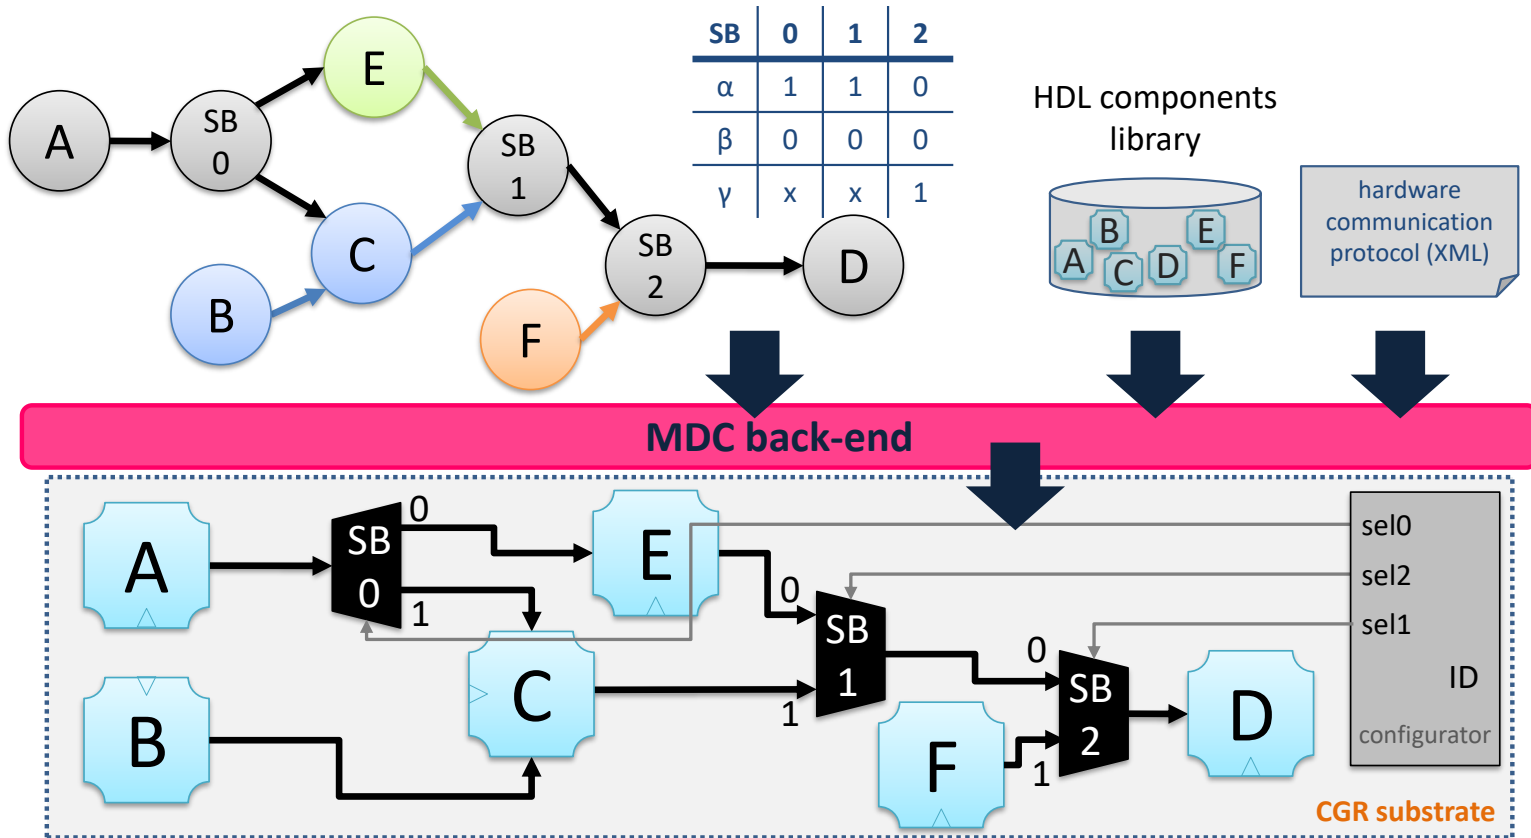 A
SB
0
E
C
B
SB
1
SB
2
F
D
SB 0 1 2
α 1 1 0
β 0 0 0
γ x x 1
HDL components
library
A
B
C
D
E
F
hardware
communication
protocol (XML)
MDC back-end
A
B
SB
0
0
1
E
C
0
SB
1
1
F
0
SB
2
1
D
sel0
sel2
sel1
ID
configurator
CGR substrate